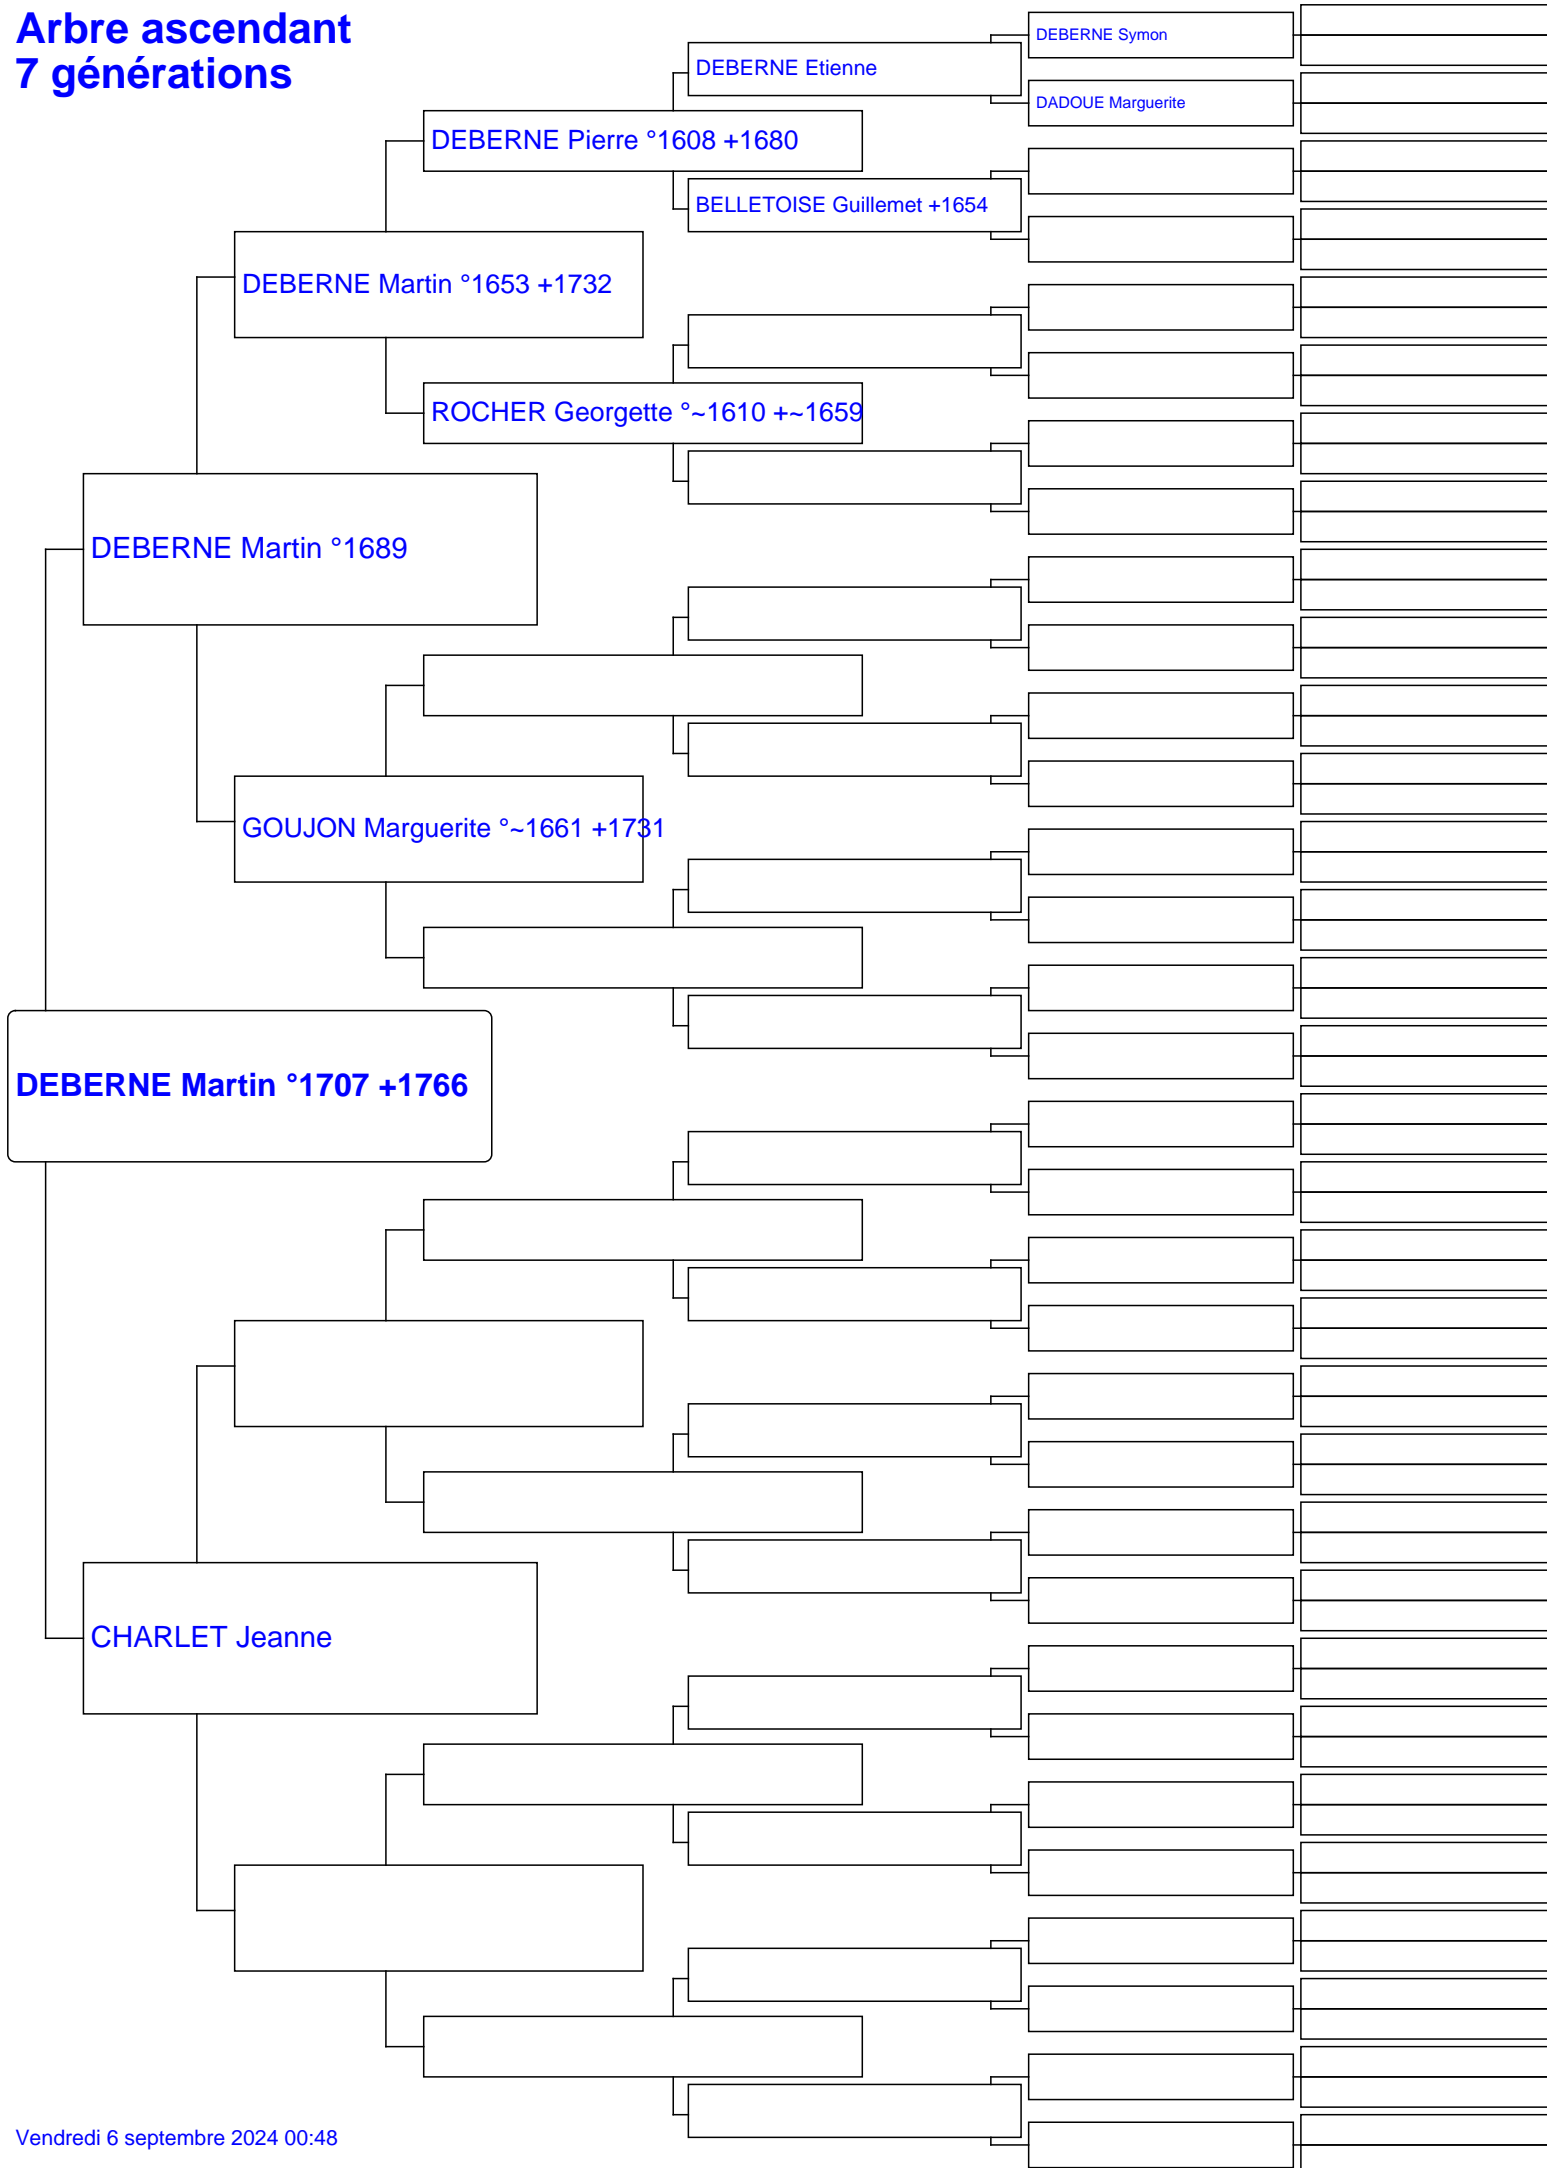 Arbre ascendant
7 générations
DEBERNE Symon
DEBERNE Etienne
DADOUE Marguerite
DEBERNE Pierre °1608 +1680
BELLETOISE Guillemet +1654
DEBERNE Martin °1653 +1732
ROCHER Georgette °~1610 +~1659
DEBERNE Martin °1689
GOUJON Marguerite °~1661 +1731
DEBERNE Martin °1707 +1766
CHARLET Jeanne
Vendredi 6 septembre 2024 00:48